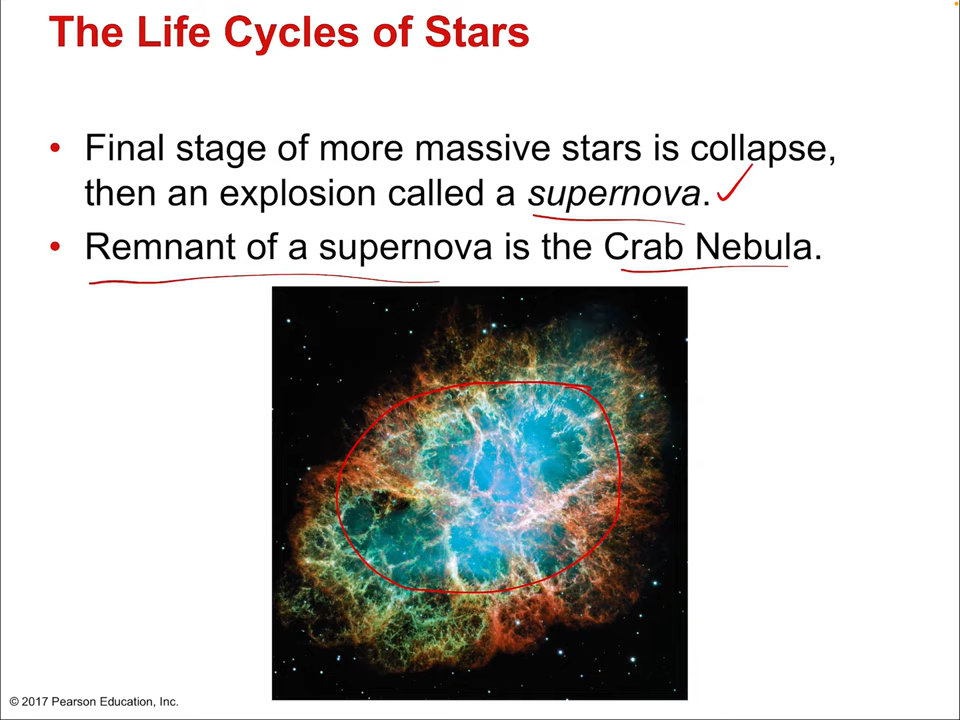 The Life Cycles of Stars
• Final stage of more massive stars is collapse,
then an explosion called a supernova.
• Remnant of a supernova is the Crab Nebula.
© 2017 Pearson Education, Inc.